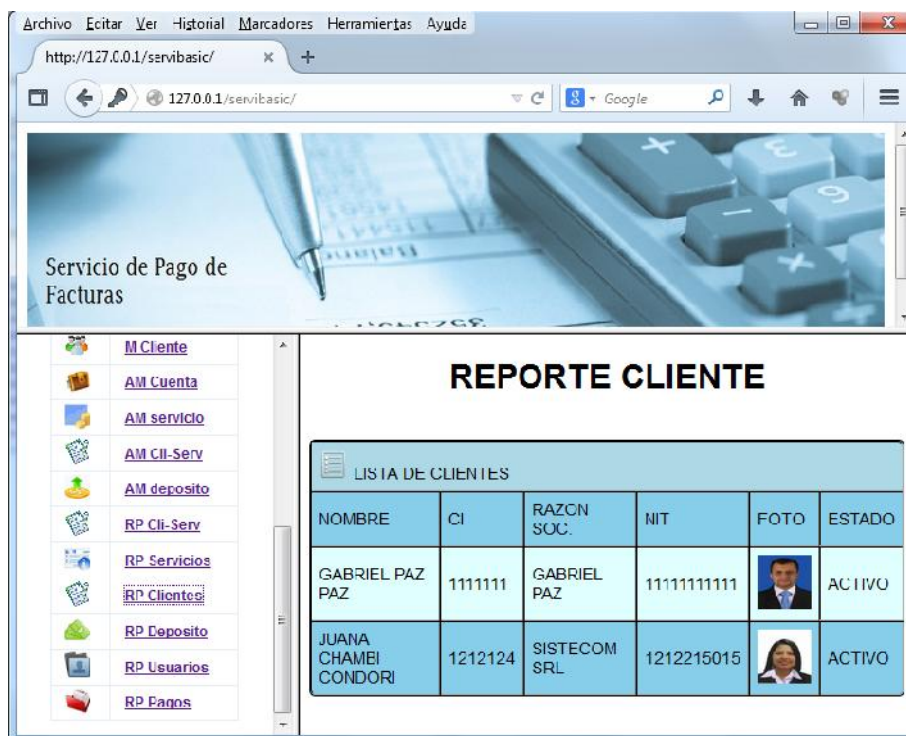 Archivo Ecitar Ver Historial Marcadores Herramientas Ayuda
http://127.0.0.1/servibasic/
127.0.0.1/servibasic/
Google
Servicio de Pago de
Facturas
Balance
M Cliente
AM Cuenta
AM servicio
AM Cli-Serv
AM deposito
RP Cli-Serv
RP Servicios
RP Clientes
RP Deposito
RP Usuarios
RP Pagos
REPORTE CLIENTE
LISTA DE CLIENTES
NOMBRE CI RAZON SOC. NIT FOTO ESTADO
GABRIEL PAZ PAZ 1111111 GABRIEL PAZ 11111111111 ACTIVO
JUANA CHAMBI CONDORI 1212124 SISTECOM SRL 1212215015 ACTIVO